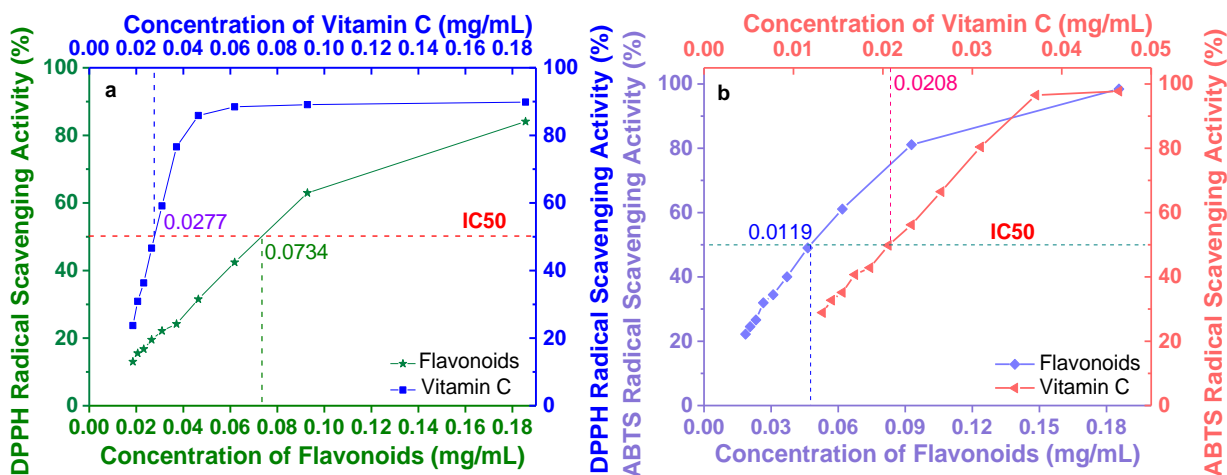 Concentration of Vitamin C (mg/mL)
0.00 0.02 0.04 0.06 0.08 0.10 0.12 0.14 0.16 0.18
DPPH Radical Scavenging Activity (%)
100
80
60
40
20
0
a
0.0277
0.0734
IC50
Flavonoids
Vitamin C
100
80
60
40
20
0
DPPH Radical Scavenging Activity (%)
0.00 0.02 0.04 0.06 0.08 0.10 0.12 0.14 0.16 0.18
Concentration of Flavonoids (mg/mL)
Concentration of Vitamin C (mg/mL)
0.00 0.01 0.02 0.03 0.04 0.05
ABTS Radical Scavenging Activity (%)
100
80
60
40
20
0
b
0.0208
0.0119
IC50
Flavonoids
Vitamin C
100
80
60
40
20
0
ABTS Radical Scavenging Activity (%)
0.00 0.03 0.06 0.09 0.12 0.15 0.18
Concentration of Flavonoids (mg/mL)